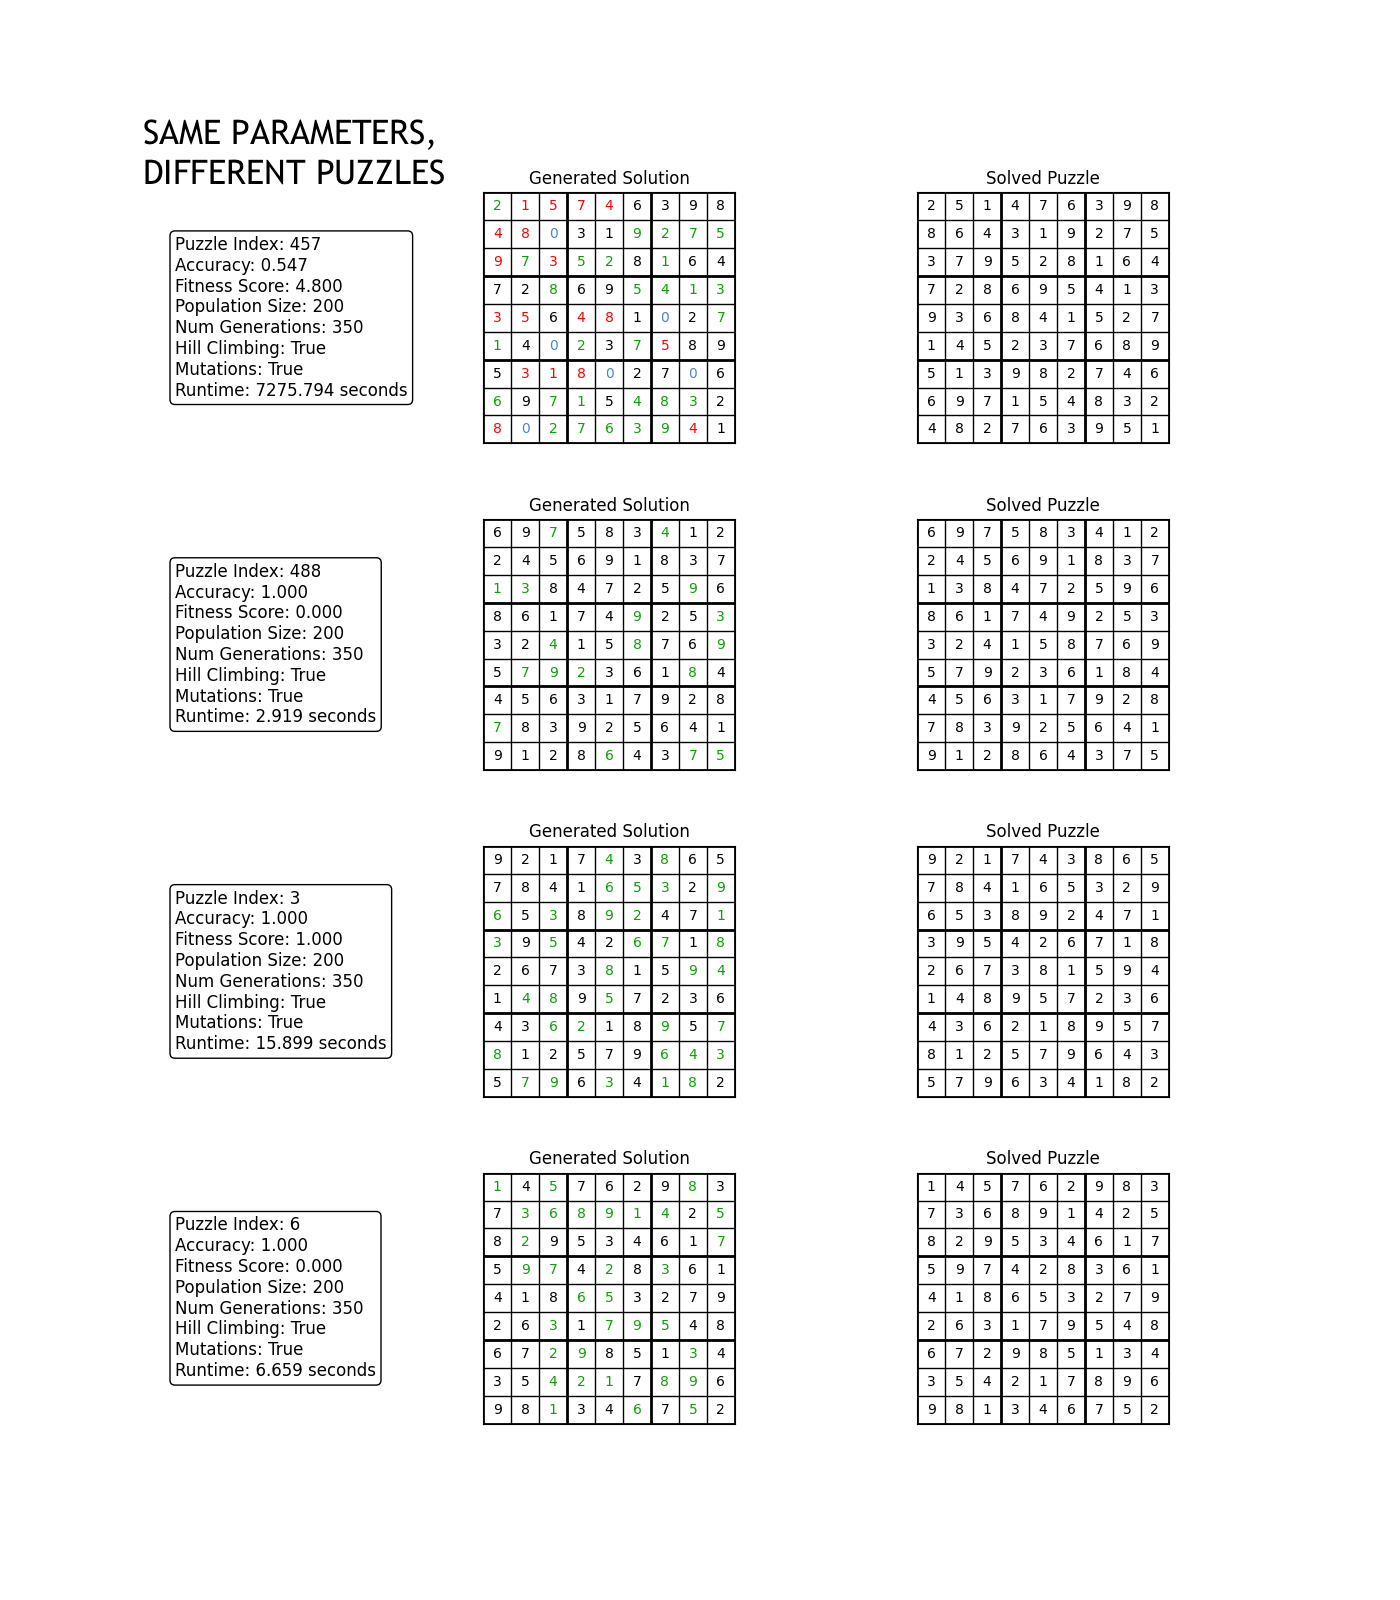 SAME PARAMETERS,
DIFFERENT PUZZLES
Puzzle Index: 457
Accuracy: 0.547
Fitness Score: 4.800
Population Size: 200
Num Generations: 350
Hill Climbing: True
Mutations: True
Runtime: 7275.794 seconds
Generated Solution
2 1 5 7 4 6 3 9 8
4 8 0 3 1 9 2 7 5
9 7 3 5 2 8 1 6 4
7 2 8 6 9 5 4 1 3
3 5 6 4 8 1 0 2 7
1 4 0 2 3 7 5 8 9
5 3 1 8 0 2 7 0 6
6 9 7 1 5 4 8 3 2
8 0 2 7 6 3 9 4 1
Solved Puzzle
2 5 1 4 7 6 3 9 8
8 6 4 3 1 9 2 7 5
3 7 9 5 2 8 1 6 4
7 2 8 6 9 5 4 1 3
9 3 6 8 4 1 5 2 7
1 4 5 2 3 7 6 8 9
5 1 3 9 8 2 7 4 6
6 9 7 1 5 4 8 3 2
4 8 2 7 6 3 9 5 1
Puzzle Index: 488
Accuracy: 1.000
Fitness Score: 0.000
Population Size: 200
Num Generations: 350
Hill Climbing: True
Mutations: True
Runtime: 2.919 seconds
Generated Solution
6 9 7 5 8 3 4 1 2
2 4 5 6 9 1 8 3 7
1 3 8 4 7 2 5 9 6
8 6 1 7 4 9 2 5 3
3 2 4 1 5 8 7 6 9
5 7 9 2 3 6 1 8 4
4 5 6 3 1 7 9 2 8
7 8 3 9 2 5 6 4 1
9 1 2 8 6 4 3 7 5
Solved Puzzle
6 9 7 5 8 3 4 1 2
2 4 5 6 9 1 8 3 7
1 3 8 4 7 2 5 9 6
8 6 1 7 4 9 2 5 3
3 2 4 1 5 8 7 6 9
5 7 9 2 3 6 1 8 4
4 5 6 3 1 7 9 2 8
7 8 3 9 2 5 6 4 1
9 1 2 8 6 4 3 7 5
Puzzle Index: 3
Accuracy: 1.000
Fitness Score: 1.000
Population Size: 200
Num Generations: 350
Hill Climbing: True
Mutations: True
Runtime: 15.899 seconds
Generated Solution
9 2 1 7 4 3 8 6 5
7 8 4 1 6 5 3 2 9
6 5 3 8 9 2 4 7 1
3 9 5 4 2 6 7 1 8
2 6 7 3 8 1 5 9 4
1 4 8 9 5 7 2 3 6
4 3 6 2 1 8 9 5 7
8 1 2 5 7 9 6 4 3
5 7 9 6 3 4 1 8 2
Solved Puzzle
9 2 1 7 4 3 8 6 5
7 8 4 1 6 5 3 2 9
6 5 3 8 9 2 4 7 1
3 9 5 4 2 6 7 1 8
2 6 7 3 8 1 5 9 4
1 4 8 9 5 7 2 3 6
4 3 6 2 1 8 9 5 7
8 1 2 5 7 9 6 4 3
5 7 9 6 3 4 1 8 2
Puzzle Index: 6
Accuracy: 1.000
Fitness Score: 0.000
Population Size: 200
Num Generations: 350
Hill Climbing: True
Mutations: True
Runtime: 6.659 seconds
Generated Solution
1 4 5 7 6 2 9 8 3
7 3 6 8 9 1 4 2 5
8 2 9 5 3 4 6 1 7
5 9 7 4 2 8 3 6 1
4 1 8 6 5 3 2 7 9
2 6 3 1 7 9 5 4 8
6 7 2 9 8 5 1 3 4
3 5 4 2 1 7 8 9 6
9 8 1 3 4 6 7 5 2
Solved Puzzle
1 4 5 7 6 2 9 8 3
7 3 6 8 9 1 4 2 5
8 2 9 5 3 4 6 1 7
5 9 7 4 2 8 3 6 1
4 1 8 6 5 3 2 7 9
2 6 3 1 7 9 5 4 8
6 7 2 9 8 5 1 3 4
3 5 4 2 1 7 8 9 6
9 8 1 3 4 6 7 5 2